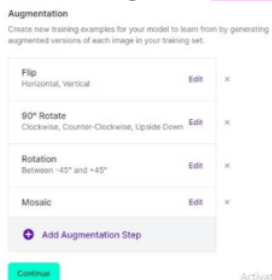 Augmentation
Create new training examples for your model to learn from by generating
augmented versions of each image in your training set.
Flip
Horizontal, Vertical
Edit ×
90° Rotate
Clockwise, Counter-Clockwise, Upside Down
Edit ×
Rotation
Between -45° and +45°
Edit ×
Mosaic
Edit ×
Add Augmentation Step
Continue
Activat